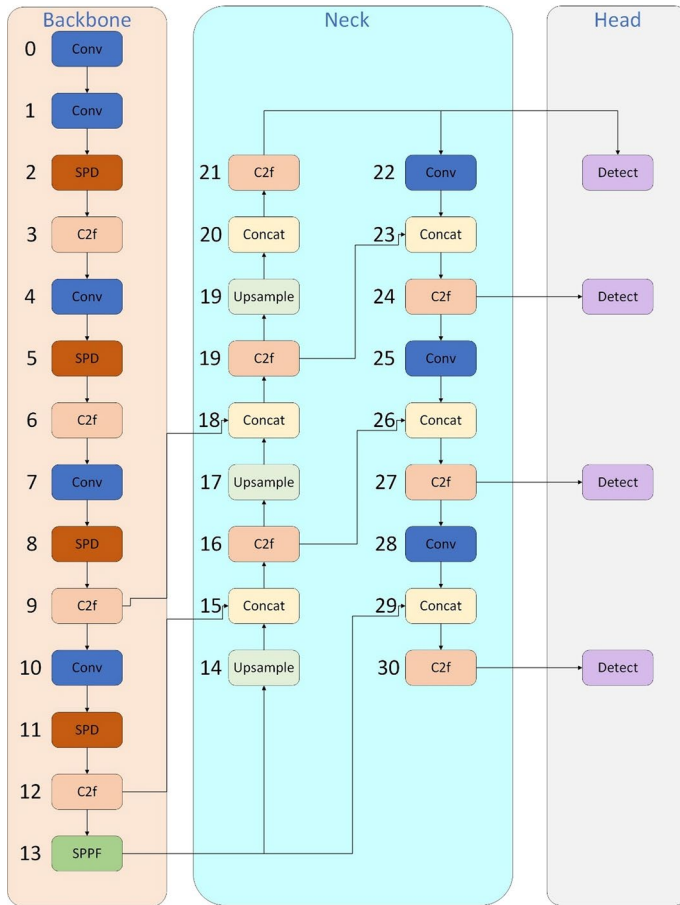 Backbone
Neck
Head
0 Conv
1 Conv
2 SPD
3 C2f
4 Conv
5 SPD
6 C2f
7 Conv
8 SPD
9 C2f
10 Conv
11 SPD
12 C2f
13 SPPF
21 C2f
20 Concat
19 Upsample
19 C2f
18 Concat
17 Upsample
16 C2f
15 Concat
14 Upsample
22 Conv
23 Concat
24 C2f
25 Conv
26 Concat
27 C2f
28 Conv
29 Concat
30 C2f
Detect
Detect
Detect
Detect